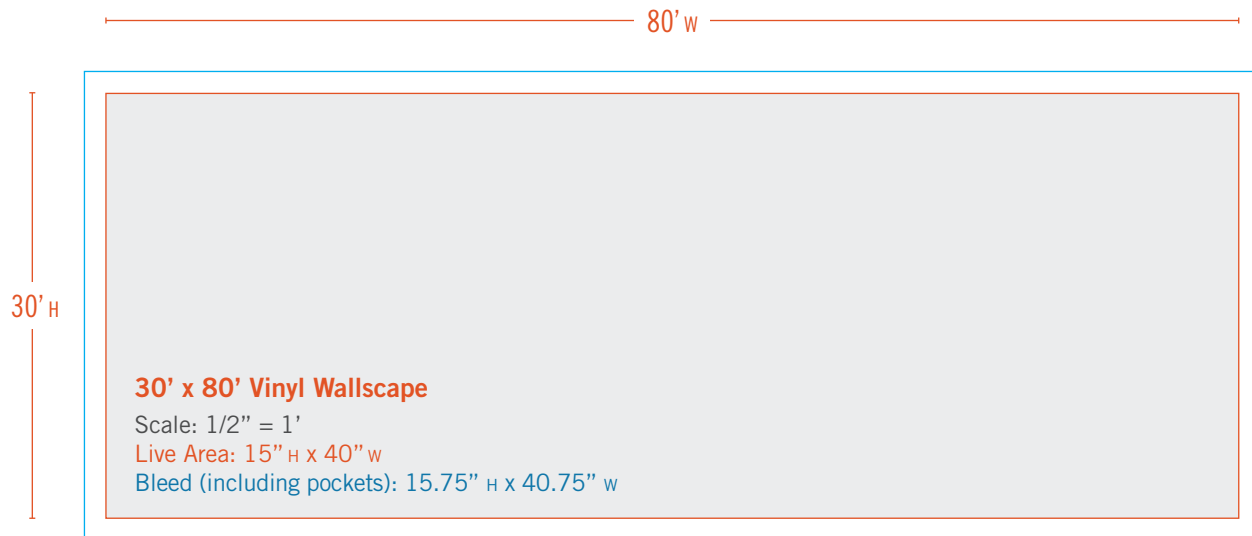 80’ W
30’ H
30’ x 80’ Vinyl Wallscape
Scale: 1/2” = 1’
Live Area: 15” H x 40” W
Bleed (including pockets): 15.75” H x 40.75” W